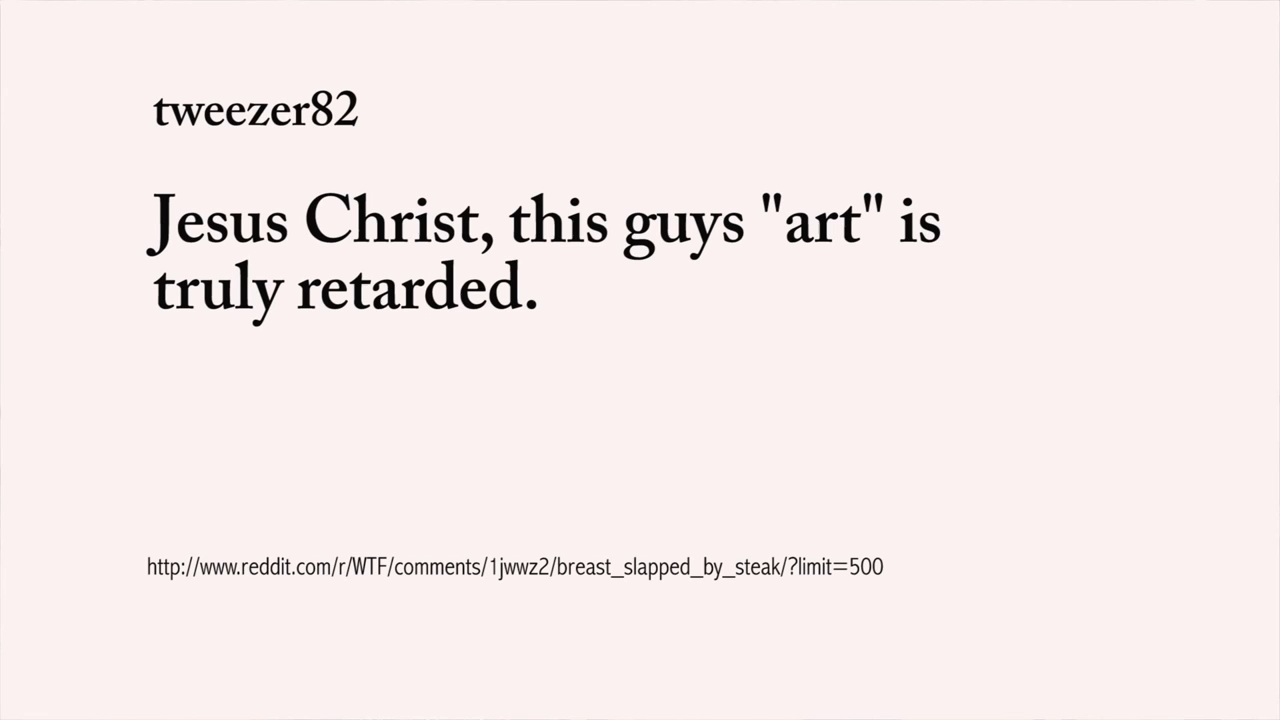 tweezer82
Jesus Christ, this guys "art" is
truly retarded.
http://www.reddit.com/r/WTF/comments/1jwwz2/breast_slapped_by_steak/?limit=500